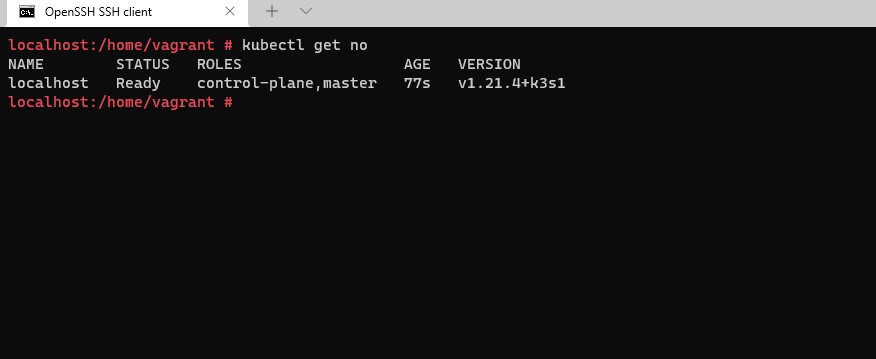 OpenSSH SSH client
localhost:/home/vagrant # kubectl get no
NAME        STATUS   ROLES                  AGE   VERSION
localhost   Ready    control-plane,master   77s   v1.21.4+k3s1
localhost:/home/vagrant #